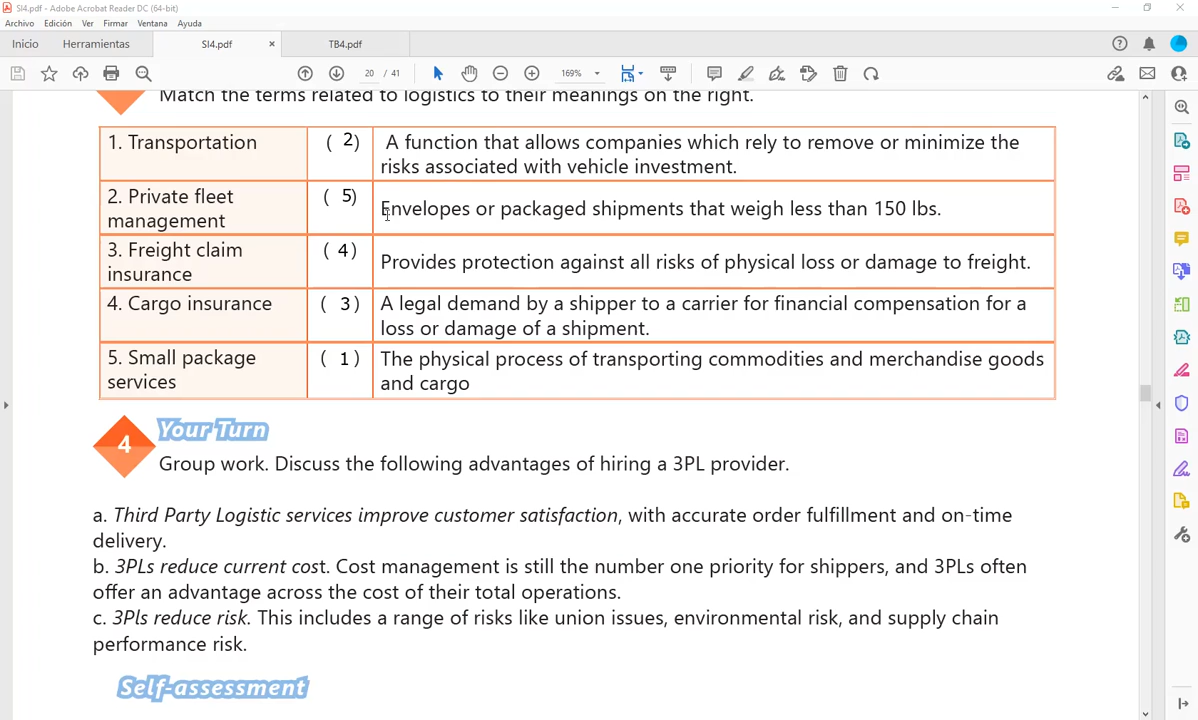 SI4.pdf - Adobe Acrobat Reader DC (64-bit)
Archivo Edición Ver Firmar Ventana Ayuda
Inicio Herramientas SI4.pdf × TB4.pdf
20 / 41 169%
Match the terms related to logistics to their meanings on the right.
1. Transportation ( 2) A function that allows companies which rely to remove or minimize the
risks associated with vehicle investment.
2. Private fleet
management ( 5) Envelopes or packaged shipments that weigh less than 150 lbs.
3. Freight claim
insurance ( 4) Provides protection against all risks of physical loss or damage to freight.
4. Cargo insurance ( 3) A legal demand by a shipper to a carrier for financial compensation for a
loss or damage of a shipment.
5. Small package
services ( 1) The physical process of transporting commodities and merchandise goods
and cargo
4 Your Turn
Group work. Discuss the following advantages of hiring a 3PL provider.
a. Third Party Logistic services improve customer satisfaction, with accurate order fulfillment and on-time
delivery.
b. 3PLs reduce current cost. Cost management is still the number one priority for shippers, and 3PLs often
offer an advantage across the cost of their total operations.
c. 3Pls reduce risk. This includes a range of risks like union issues, environmental risk, and supply chain
performance risk.
Self-assessment